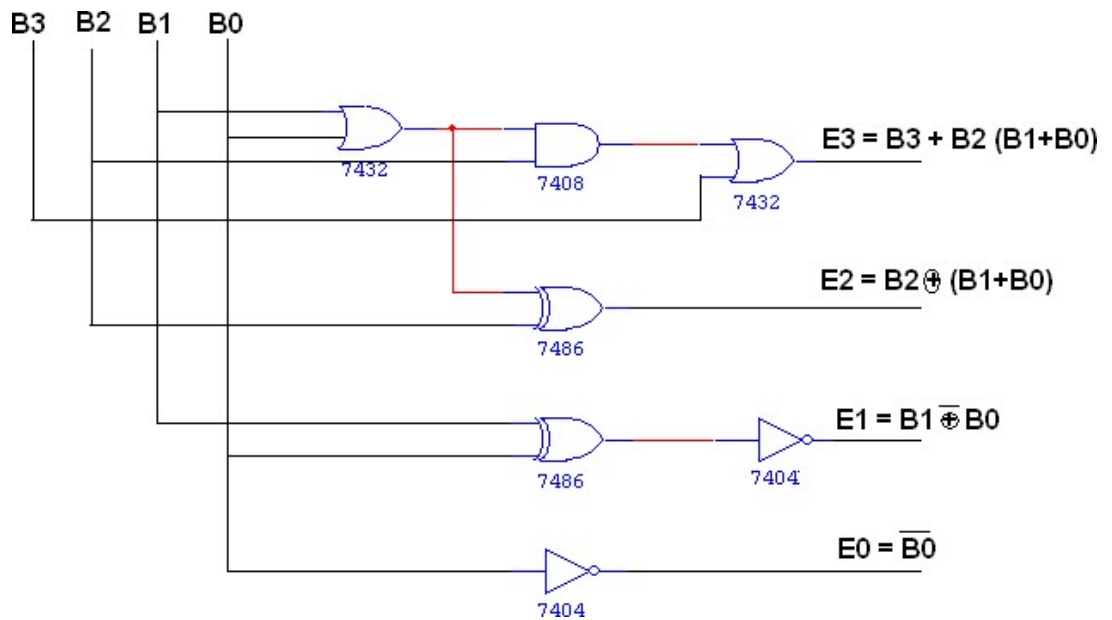 B3 B2 B1 B0
E3 = B3 + B2 (B1+B0)
7432
7408
7432
E2 = B2 ⊕ (B1+B0)
7486
E1 = B1 ⊕̅ B0
7486
7404
E0 = B̅0̅
7404